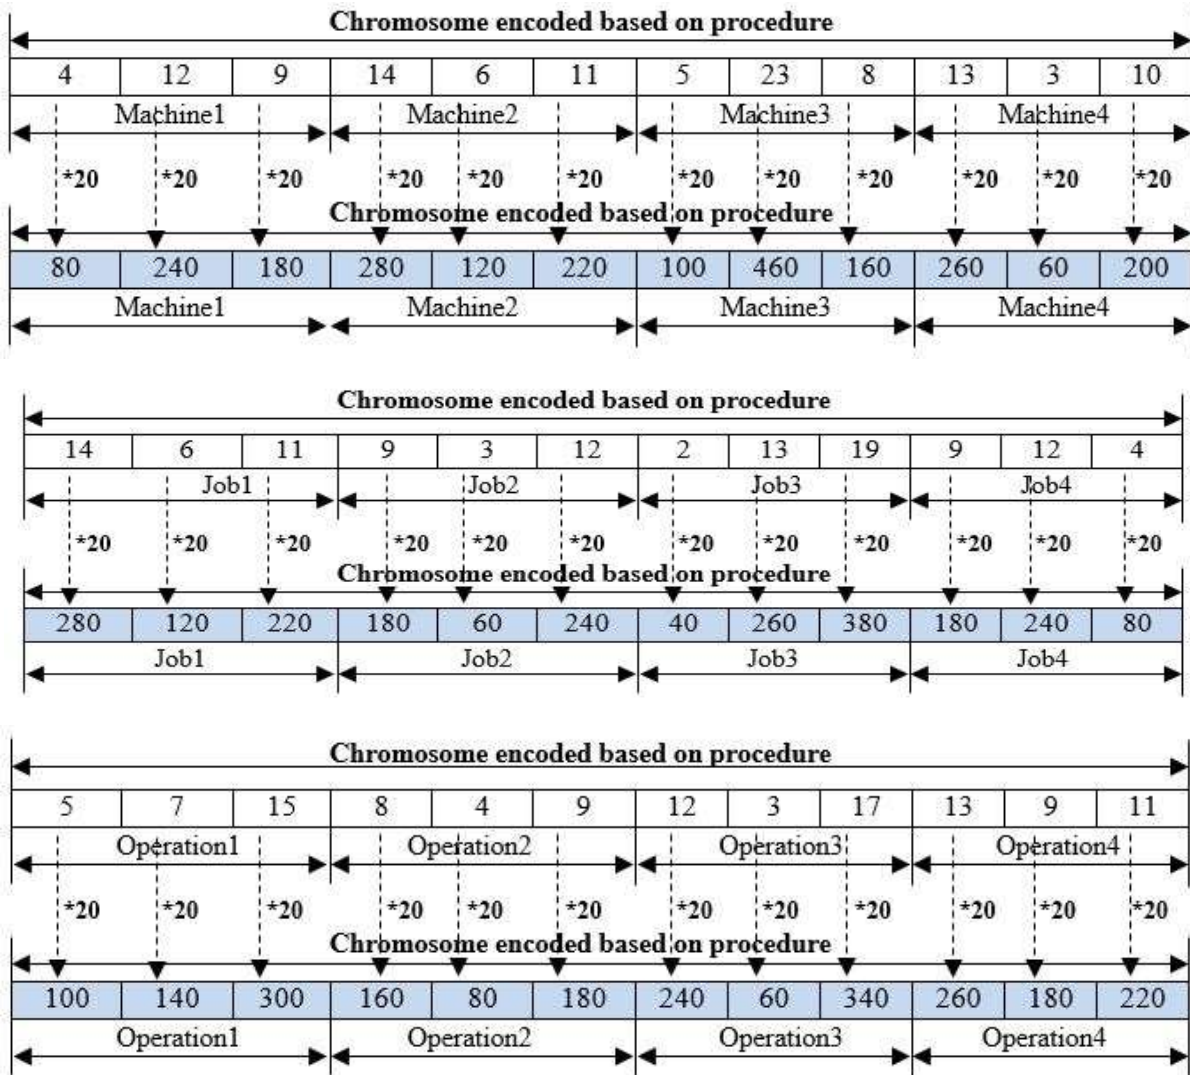 Chromosome encoded based on procedure
4 12 9 14 6 11 5 23 8 13 3 10
Machine1 Machine2 Machine3 Machine4
*20 *20 *20 *20 *20 *20 *20 *20 *20 *20 *20 *20
Chromosome encoded based on procedure
80 240 180 280 120 220 100 460 160 260 60 200
Machine1 Machine2 Machine3 Machine4
Chromosome encoded based on procedure
14 6 11 9 3 12 2 13 19 9 12 4
Job1 Job2 Job3 Job4
*20 *20 *20 *20 *20 *20 *20 *20 *20 *20 *20 *20
Chromosome encoded based on procedure
280 120 220 180 60 240 40 260 380 180 240 80
Job1 Job2 Job3 Job4
Chromosome encoded based on procedure
5 7 15 8 4 9 12 3 17 13 9 11
Operation1 Operation2 Operation3 Operation4
*20 *20 *20 *20 *20 *20 *20 *20 *20 *20 *20 *20
Chromosome encoded based on procedure
100 140 300 160 80 180 240 60 340 260 180 220
Operation1 Operation2 Operation3 Operation4